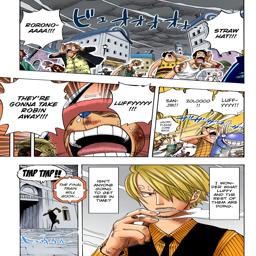 RORONO-
AAAA!!!
ビュオオオオ
STRAW
HAT!!!
THEY'RE
GONNA TAKE
ROBIN
AWAY!!!
LUFFYYYYY!!!
SAN-
JIII!!
ZOLOOOO
!!
LUFF-
YYYY!!
TMP TMP!!
THE FINAL
TRAIN
WILL
SOON...
ISN'T
ANYONE
GOING TO
GET HERE
IN TIME?
I WON-
DER WHAT
LUFFY
AND THE
REST OF
THEM ARE
DOING.